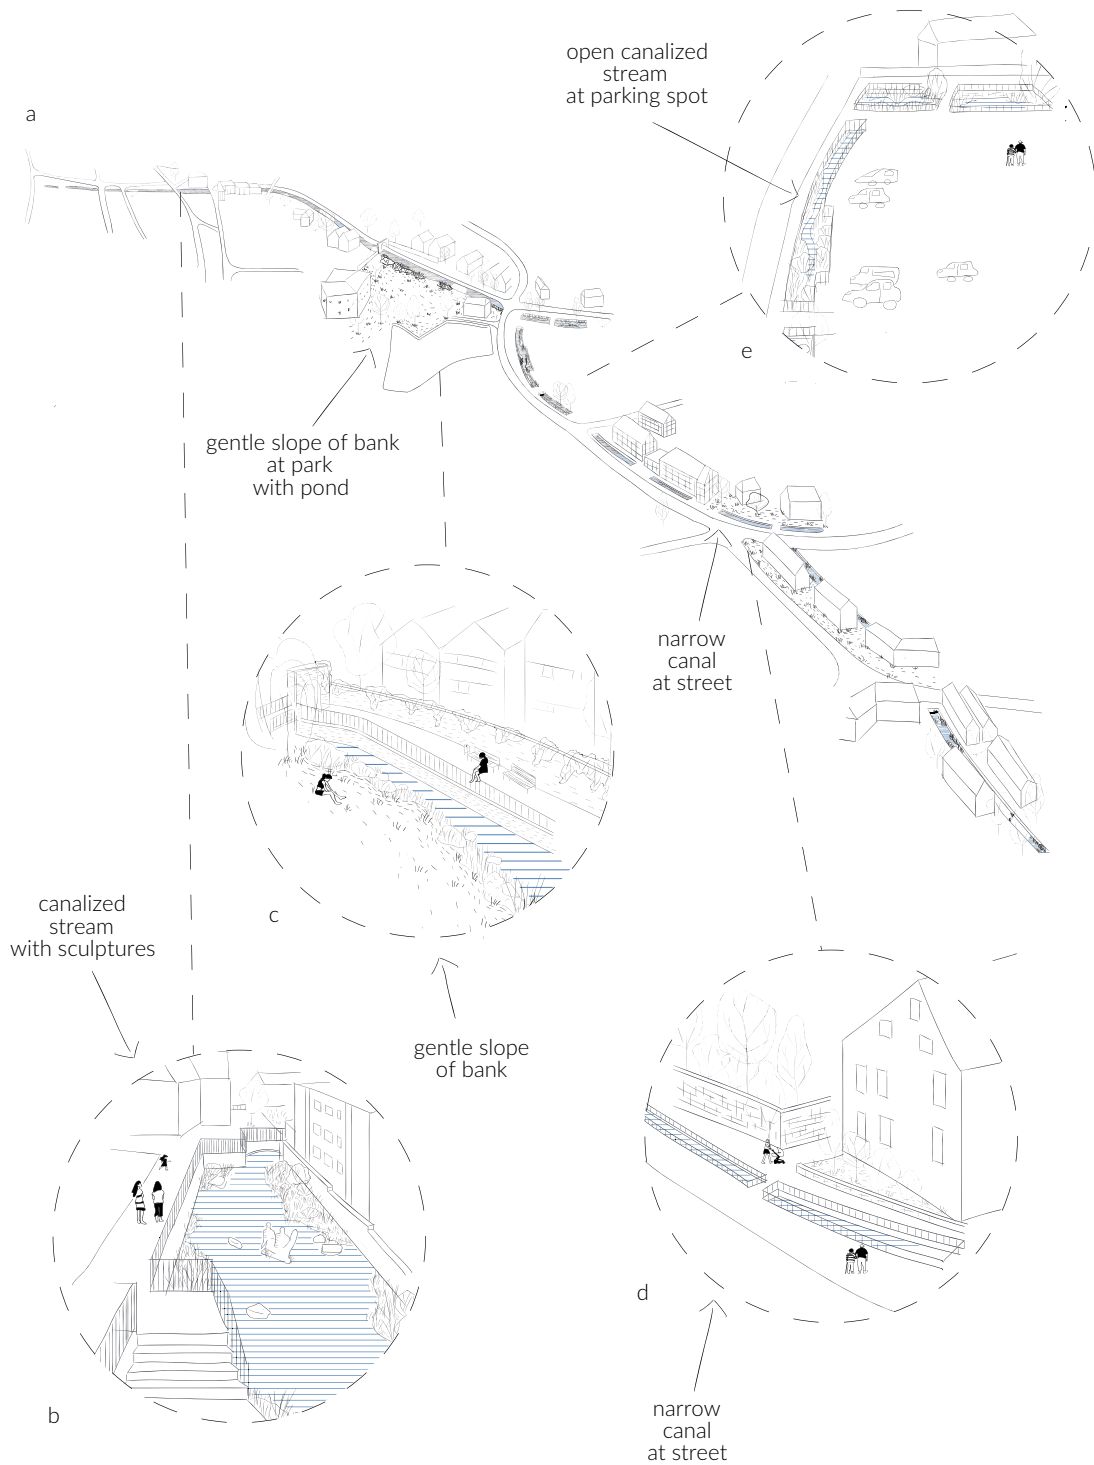 open canalized
stream
at parking spot
a
e
gentle slope of bank
at park
with pond
narrow
canal
at street
canalized
stream
with sculptures
c
gentle slope
of bank
d
b
narrow
canal
at street